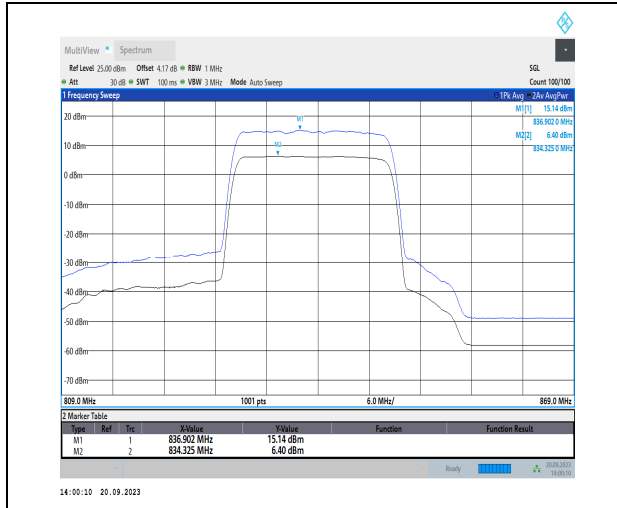 MultiView Spectrum
Ref Level 25.00 dBm Offset 4.17 dB RBW 1 MHz SGL
Att 30 dB SWT 100 ms VBW 3 MHz Mode Auto Sweep Count 100/100
1 Frequency Sweep 1Pk Avg 2Av AvgPwr
M1[1] 15.14 dBm
836.902 0 MHz
M2[2] 6.40 dBm
834.325 0 MHz
20 dBm
M1
10 dBm
M2
0 dBm
-10 dBm
-20 dBm
-30 dBm
-40 dBm
-50 dBm
-60 dBm
-70 dBm
809.0 MHz 1001 pts 6.0 MHz/ 869.0 MHz
2 Marker Table
Type Ref Trc X-Value Y-Value Function Function Result
M1 1 836.902 MHz 15.14 dBm
M2 2 834.325 MHz 6.40 dBm
Ready 20.09.2023
14:00:10
14:00:10 20.09.2023